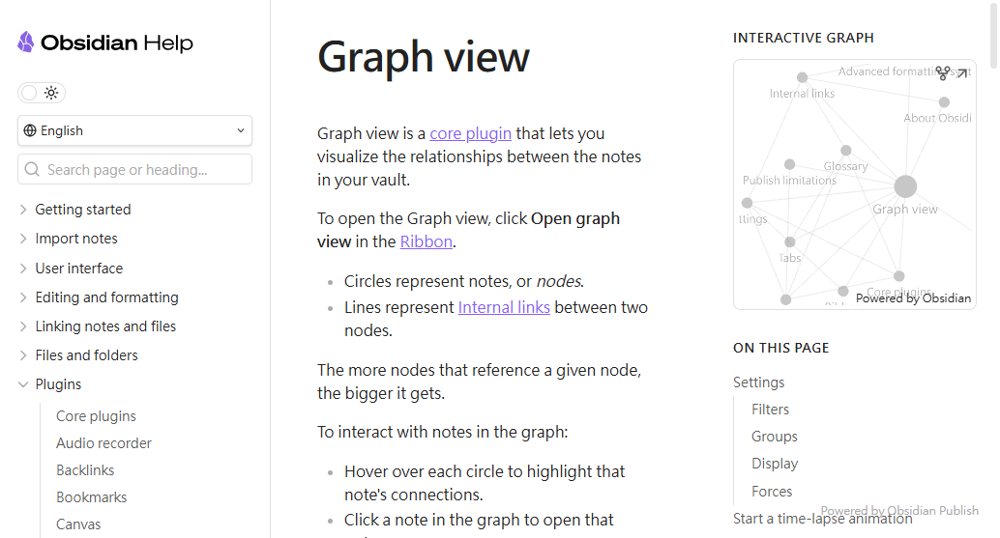 Obsidian Help
English
Search page or heading...
Getting started
Import notes
User interface
Editing and formatting
Linking notes and files
Files and folders
Plugins
Core plugins
Audio recorder
Backlinks
Bookmarks
Canvas
Graph view
Graph view is a core plugin that lets you
visualize the relationships between the notes
in your vault.
To open the Graph view, click Open graph
view in the Ribbon.
Circles represent notes, or nodes.
Lines represent Internal links between two
nodes.
The more nodes that reference a given node,
the bigger it gets.
To interact with notes in the graph:
Hover over each circle to highlight that
note's connections.
Click a note in the graph to open that
INTERACTIVE GRAPH
Advanced formatting synt
Internal links
About Obsidi
Glossary
Publish limitations
Graph view
ttings
Tabs
Core plugins
Powered by Obsidian
ON THIS PAGE
Settings
Filters
Groups
Display
Forces
Powered by Obsidian Publish
Start a time-lapse animation